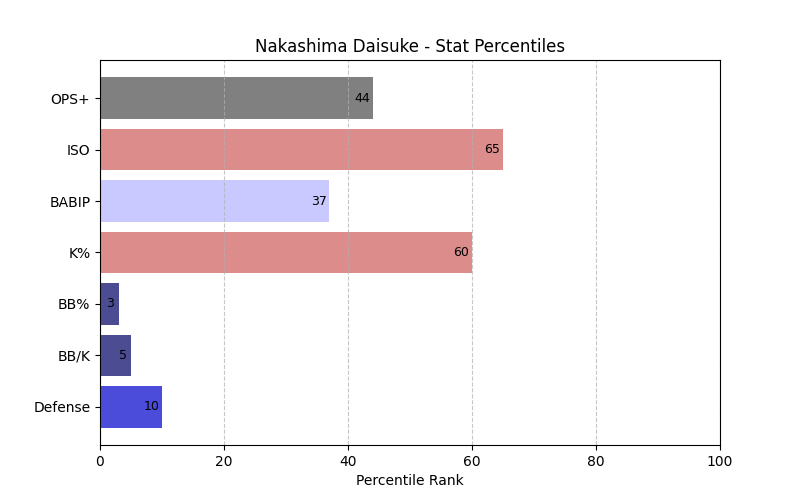 Nakashima Daisuke - Stat Percentiles
OPS+ 44
ISO 65
BABIP 37
K% 60
BB% 3
BB/K 5
Defense 10
0 20 40 60 80 100
Percentile Rank